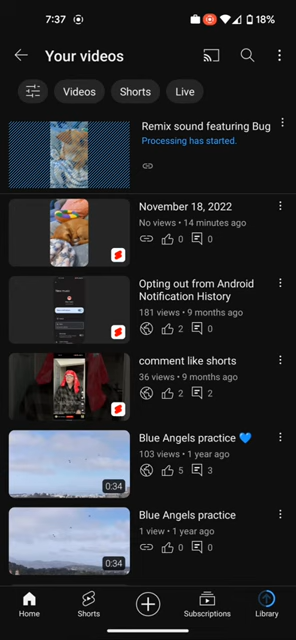 7:37
18%
Your videos
Videos
Shorts
Live
Remix sound featuring Bug
Processing has started.
November 18, 2022
No views • 14 minutes ago
0
0
Opting out from Android
Notification History
181 views • 9 months ago
2
0
comment like shorts
36 views • 9 months ago
2
2
0:34
Blue Angels practice 💙
103 views • 1 year ago
5
3
0:34
Blue Angels practice
1 view • 1 year ago
0
0
Home
Shorts
Subscriptions
Library